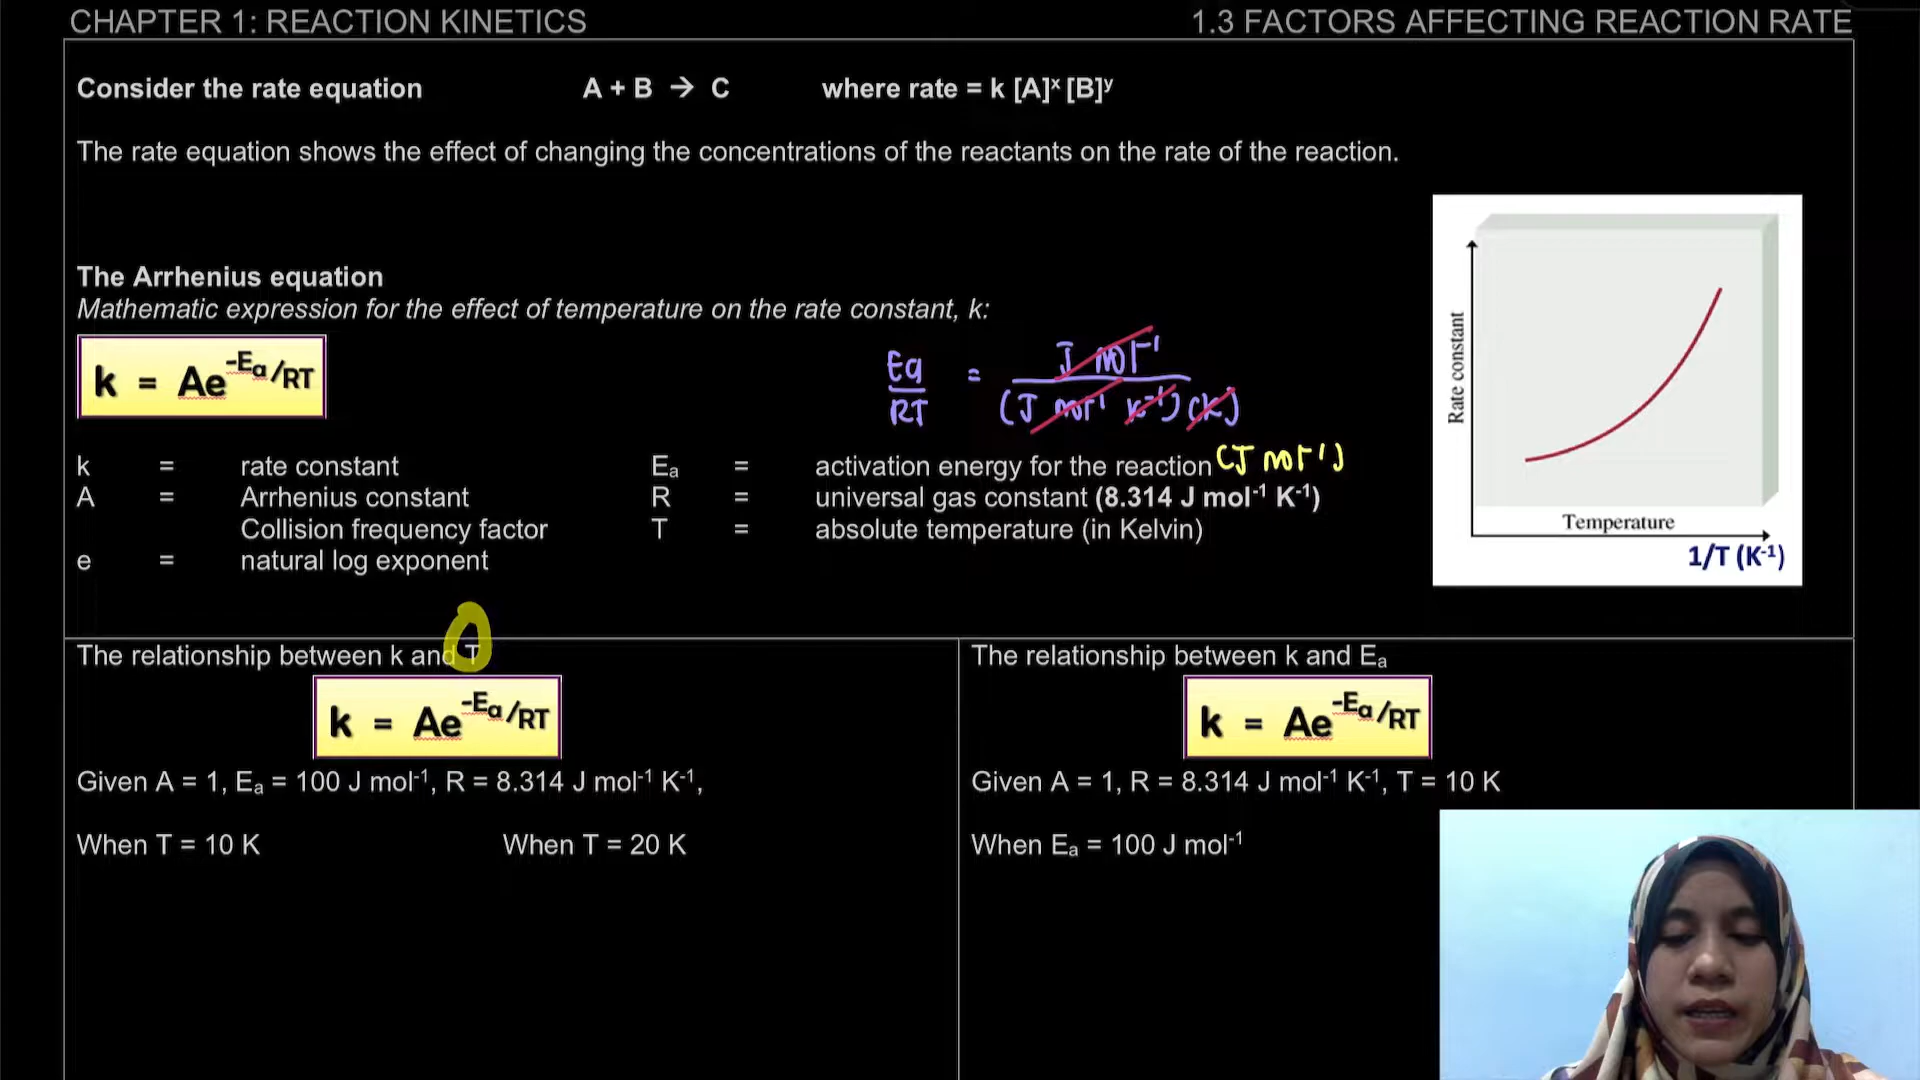 CHAPTER 1: REACTION KINETICS 1.3 FACTORS AFFECTING REACTION RATE
Consider the rate equation A + B → C where rate = k [A]ˣ [B]ʸ
The rate equation shows the effect of changing the concentrations of the reactants on the rate of the reaction.
The Arrhenius equation
Mathematic expression for the effect of temperature on the rate constant, k:
k = Ae^-Ea/RT
Ea/RT = J mol⁻¹/(J mol⁻¹ K⁻¹)(K)
k = rate constant Eₐ = activation energy for the reaction (J mol⁻¹)
A = Arrhenius constant R = universal gas constant (8.314 J mol⁻¹ K⁻¹)
Collision frequency factor T = absolute temperature (in Kelvin)
e = natural log exponent
Rate constant
Temperature
1/T (K⁻¹)
The relationship between k and T
k = Ae^-Ea/RT
Given A = 1, Eₐ = 100 J mol⁻¹, R = 8.314 J mol⁻¹ K⁻¹,
When T = 10 K When T = 20 K
The relationship between k and Eₐ
k = Ae^-Ea/RT
Given A = 1, R = 8.314 J mol⁻¹ K⁻¹, T = 10 K
When Eₐ = 100 J mol⁻¹